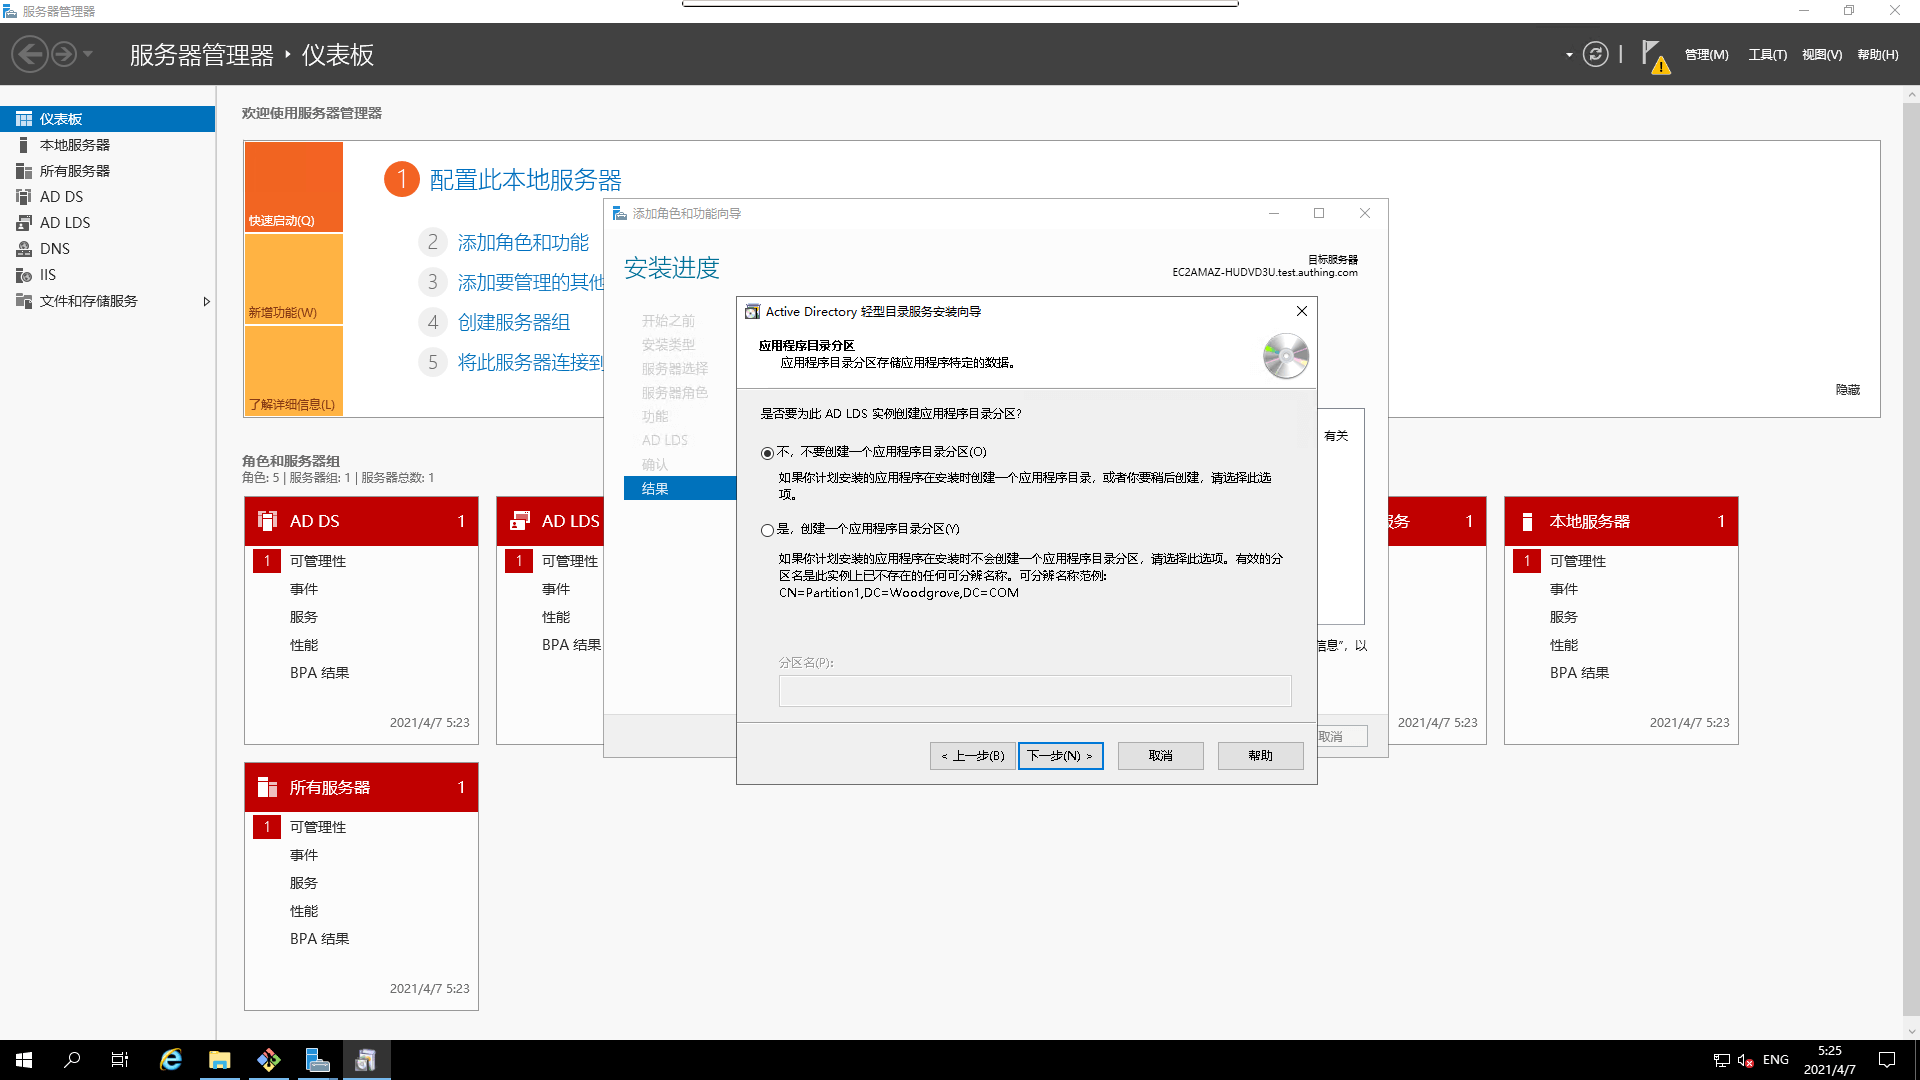 服务器管理器
服务器管理器 ‣ 仪表板
管理(M)
工具(T)
视图(V)
帮助(H)
仪表板
本地服务器
所有服务器
AD DS
AD LDS
DNS
IIS
文件和存储服务
欢迎使用服务器管理器
快速启动(Q)
新增功能(W)
了解详细信息(L)
1 配置此本地服务器
2 添加角色和功能
3 添加要管理的其他
4 创建服务器组
5 将此服务器连接到
隐藏
角色和服务器组
角色: 5 | 服务器组: 1 | 服务器总数: 1
AD DS 1
1 可管理性
事件
服务
性能
BPA 结果
2021/4/7 5:23
AD LDS
1 可管理性
事件
性能
BPA 结果
务 1
2021/4/7 5:23
本地服务器 1
1 可管理性
事件
服务
性能
BPA 结果
2021/4/7 5:23
所有服务器 1
1 可管理性
事件
服务
性能
BPA 结果
2021/4/7 5:23
添加角色和功能向导
安装进度
目标服务器
EC2AMAZ-HUDVD3U.test.authing.com
开始之前
安装类型
服务器选择
服务器角色
功能
AD LDS
确认
结果
有关
信息”，以
取消
Active Directory 轻型目录服务安装向导
应用程序目录分区
应用程序目录分区存储应用程序特定的数据。
是否要为此 AD LDS 实例创建应用程序目录分区?
不，不要创建一个应用程序目录分区(O)
如果你计划安装的应用程序在安装时创建一个应用程序目录，或者你要稍后创建，请选择此选
项。
是，创建一个应用程序目录分区(Y)
如果你计划安装的应用程序在安装时不会创建一个应用程序目录分区，请选择此选项。有效的分
区名是此实例上已不存在的任何可分辨名称。可分辨名称范例:
CN=Partition1,DC=Woodgrove,DC=COM
分区名(P):
< 上一步(B)
下一步(N) >
取消
帮助
ENG
5:25
2021/4/7